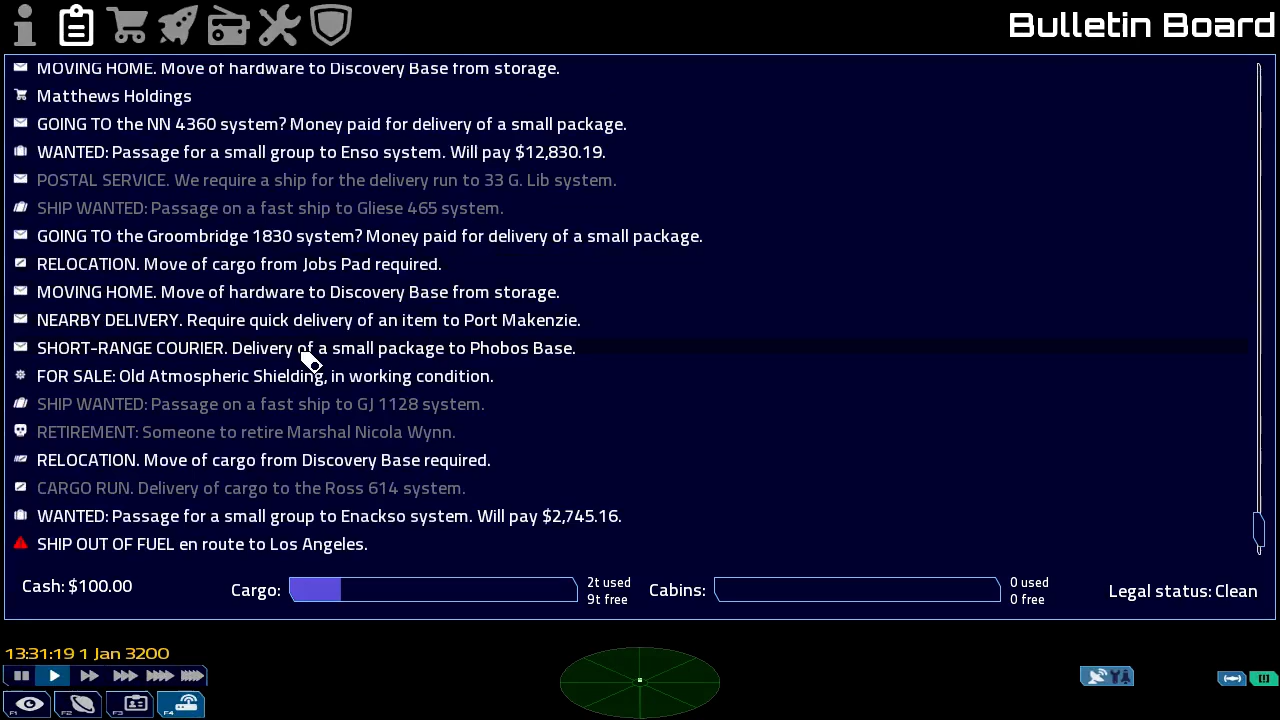 Bulletin Board
MOVING HOME. Move of hardware to Discovery Base from storage.
Matthews Holdings
GOING TO the NN 4360 system? Money paid for delivery of a small package.
WANTED: Passage for a small group to Enso system. Will pay $12,830.19.
POSTAL SERVICE. We require a ship for the delivery run to 33 G. Lib system.
SHIP WANTED: Passage on a fast ship to Gliese 465 system.
GOING TO the Groombridge 1830 system? Money paid for delivery of a small package.
RELOCATION. Move of cargo from Jobs Pad required.
MOVING HOME. Move of hardware to Discovery Base from storage.
NEARBY DELIVERY. Require quick delivery of an item to Port Makenzie.
SHORT-RANGE COURIER. Delivery of a small package to Phobos Base.
FOR SALE: Old Atmospheric Shielding, in working condition.
SHIP WANTED: Passage on a fast ship to GJ 1128 system.
RETIREMENT: Someone to retire Marshal Nicola Wynn.
RELOCATION. Move of cargo from Discovery Base required.
CARGO RUN. Delivery of cargo to the Ross 614 system.
WANTED: Passage for a small group to Enackso system. Will pay $2,745.16.
SHIP OUT OF FUEL en route to Los Angeles.
Cash: $100.00
Cargo:
2t used
9t free
Cabins:
0 used
0 free
Legal status: Clean
13:31:19 1 Jan 3200
F1
F2
F3
F4